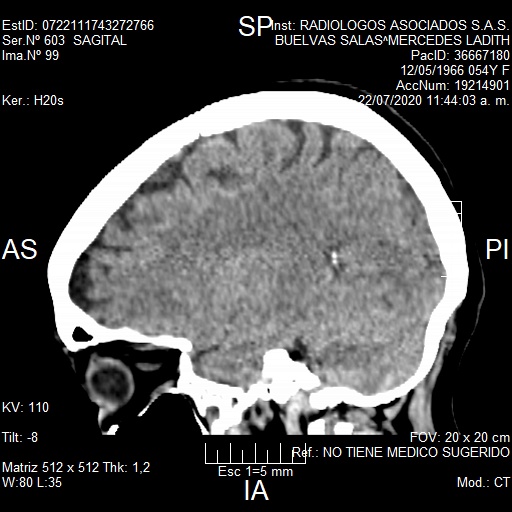 EstID: 0722111743272766
Ser.Nº 603 SAGITAL
Ima.Nº 99
Ker.: H20s
SP
Inst: RADIOLOGOS ASOCIADOS S.A.S.
BUELVAS SALAS^MERCEDES LADITH
PacID: 36667180
12/05/1966 054Y F
AccNum: 19214901
22/07/2020 11:44:03 a. m.
AS
PI
KV: 110
Tilt: -8
Matriz 512 x 512 Thk: 1,2
W:80 L:35
Esc 1=5 mm
IA
FOV: 20 x 20 cm
Ref.: NO TIENE MEDICO SUGERIDO
Mod.: CT